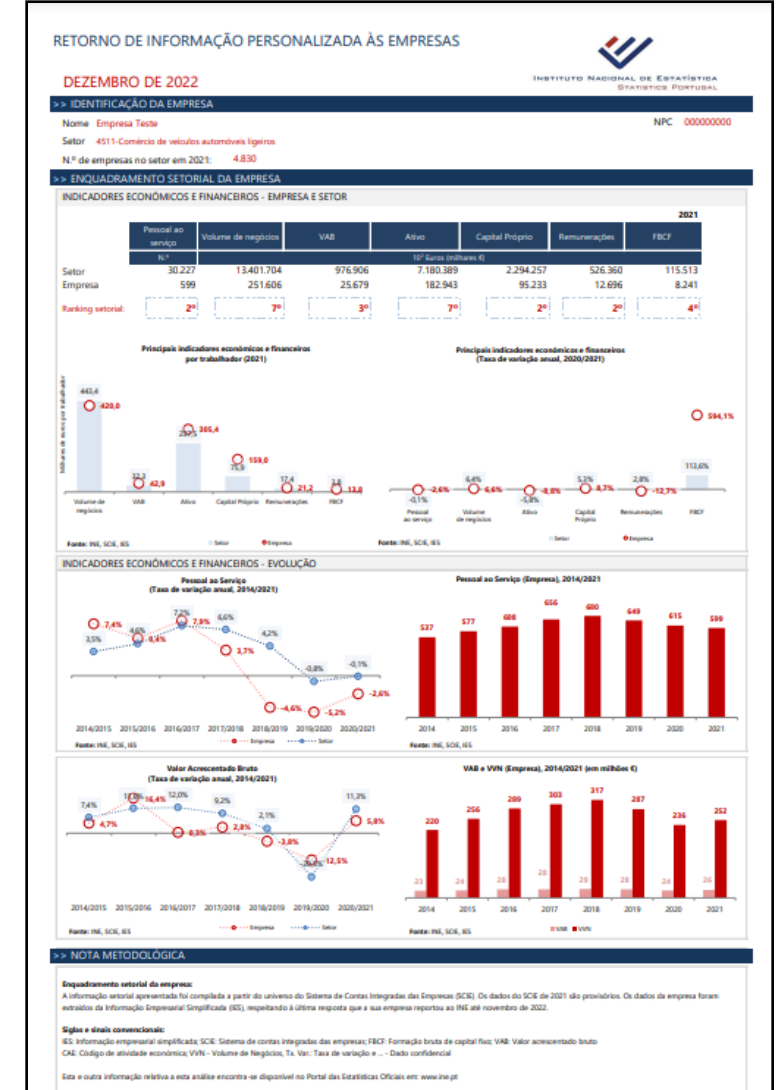 RETORNO DE INFORMAÇÃO PERSONALIZADA ÀS EMPRESAS
INSTITUTO NACIONAL DE ESTATÍSTICA
STATISTICS PORTUGAL
DEZEMBRO DE 2022
>> IDENTIFICAÇÃO DA EMPRESA
Nome Empresa Teste NPC 000000000
Setor 4511-Comércio de veículos automóveis ligeiros
N.º de empresas no setor em 2021: 4.830
>> ENQUADRAMENTO SETORIAL DA EMPRESA
INDICADORES ECONÓMICOS E FINANCEIROS - EMPRESA E SETOR
2021
Pessoal ao serviço Volume de negócios VAB Ativo Capital Próprio Remunerações FBCF
N.º 10³ Euros (milhares €)
Setor 30.227 13.401.704 976.906 7.180.389 2.294.257 526.360 115.513
Empresa 599 251.606 25.679 182.943 95.233 12.696 8.241
Ranking setorial: 2º 7º 3º 7º 2º 2º 4º
Principais indicadores económicos e financeiros
por trabalhador (2021)
Milhares de euros por trabalhador
443,4 32,3 237,5 75,9 17,4 3,8
420,0 42,9 305,4 159,0 21,2 13,8
Volume de negócios VAB Ativo Capital Próprio Remunerações FBCF
Fonte: INE, SCIE, IES Setor Empresa
Principais indicadores económicos e financeiros
(Taxa de variação anual, 2020/2021)
-0,1% 6,4% -5,8% 5,2% 2,8% 113,6%
-2,6% 6,6% 8,7% -12,7% 594,1%
Pessoal ao serviço Volume de negócios Ativo Capital Próprio Remunerações FBCF
Fonte: INE, SCIE, IES Setor Empresa
INDICADORES ECONÓMICOS E FINANCEIROS - EVOLUÇÃO
Pessoal ao Serviço
(Taxa de variação anual, 2014/2021)
3,5% 4,6% 7,2% 6,6% 4,2% -0,8% -0,1%
7,4% 7,9% 3,7% -4,6% -5,2% -2,6%
2014/2015 2015/2016 2016/2017 2017/2018 2018/2019 2019/2020 2020/2021
Fonte: INE, SCIE, IES Empresa Setor
Pessoal ao Serviço (Empresa), 2014/2021
537 577 608 656 680 649 615 599
2014 2015 2016 2017 2018 2019 2020 2021
Fonte: INE, SCIE, IES
Valor Acrescentado Bruto
(Taxa de variação anual, 2014/2021)
7,4% 12,0% 9,2% 2,1% 11,3%
4,7% 16,4% 0,3% 2,8% -3,0% -12,5% 5,8%
2014/2015 2015/2016 2016/2017 2017/2018 2018/2019 2019/2020 2020/2021
Fonte: INE, SCIE, IES Empresa Setor
VAB e VVN (Empresa), 2014/2021 (em milhões €)
220 256 289 303 317 287 236 252
23 24 28 28 29 28 24 26
2014 2015 2016 2017 2018 2019 2020 2021
Fonte: INE, SCIE, IES VAB VVN
>> NOTA METODOLÓGICA
Enquadramento setorial da empresa:
A informação setorial apresentada foi compilada a partir do universo do Sistema de Contas Integradas das Empresas (SCIE). Os dados do SCIE de 2021 são provisórios. Os dados da empresa foram
extraídos da Informação Empresarial Simplificada (IES), respeitando à última resposta que a sua empresa reportou ao INE até novembro de 2022.
Siglas e sinais convencionais:
IES: Informação empresarial simplificada; SCIE: Sistema de contas integradas das empresas; FBCF: Formação bruta de capital fixo; VAB: Valor acrescentado bruto
CAE: Código de atividade económica; VVN - Volume de Negócios, Tx. Var.: Taxa de variação e ... - Dado confidencial
Esta e outra informação relativa a esta análise encontra-se disponível no Portal das Estatísticas Oficiais em: www.ine.pt